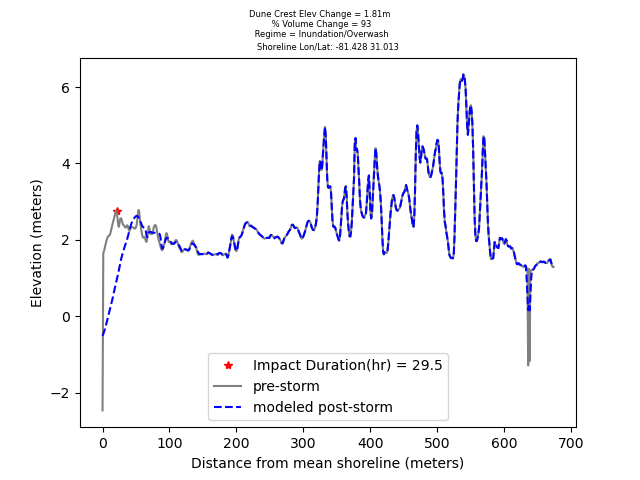 Dune Crest Elev Change = 1.81m
% Volume Change = 93
Regime = Inundation/Overwash
Shoreline Lon/Lat: -81.428 31.013
6
4
2
0
−2
Elevation (meters)
Impact Duration(hr) = 29.5
pre-storm
modeled post-storm
0 100 200 300 400 500 600 700
Distance from mean shoreline (meters)